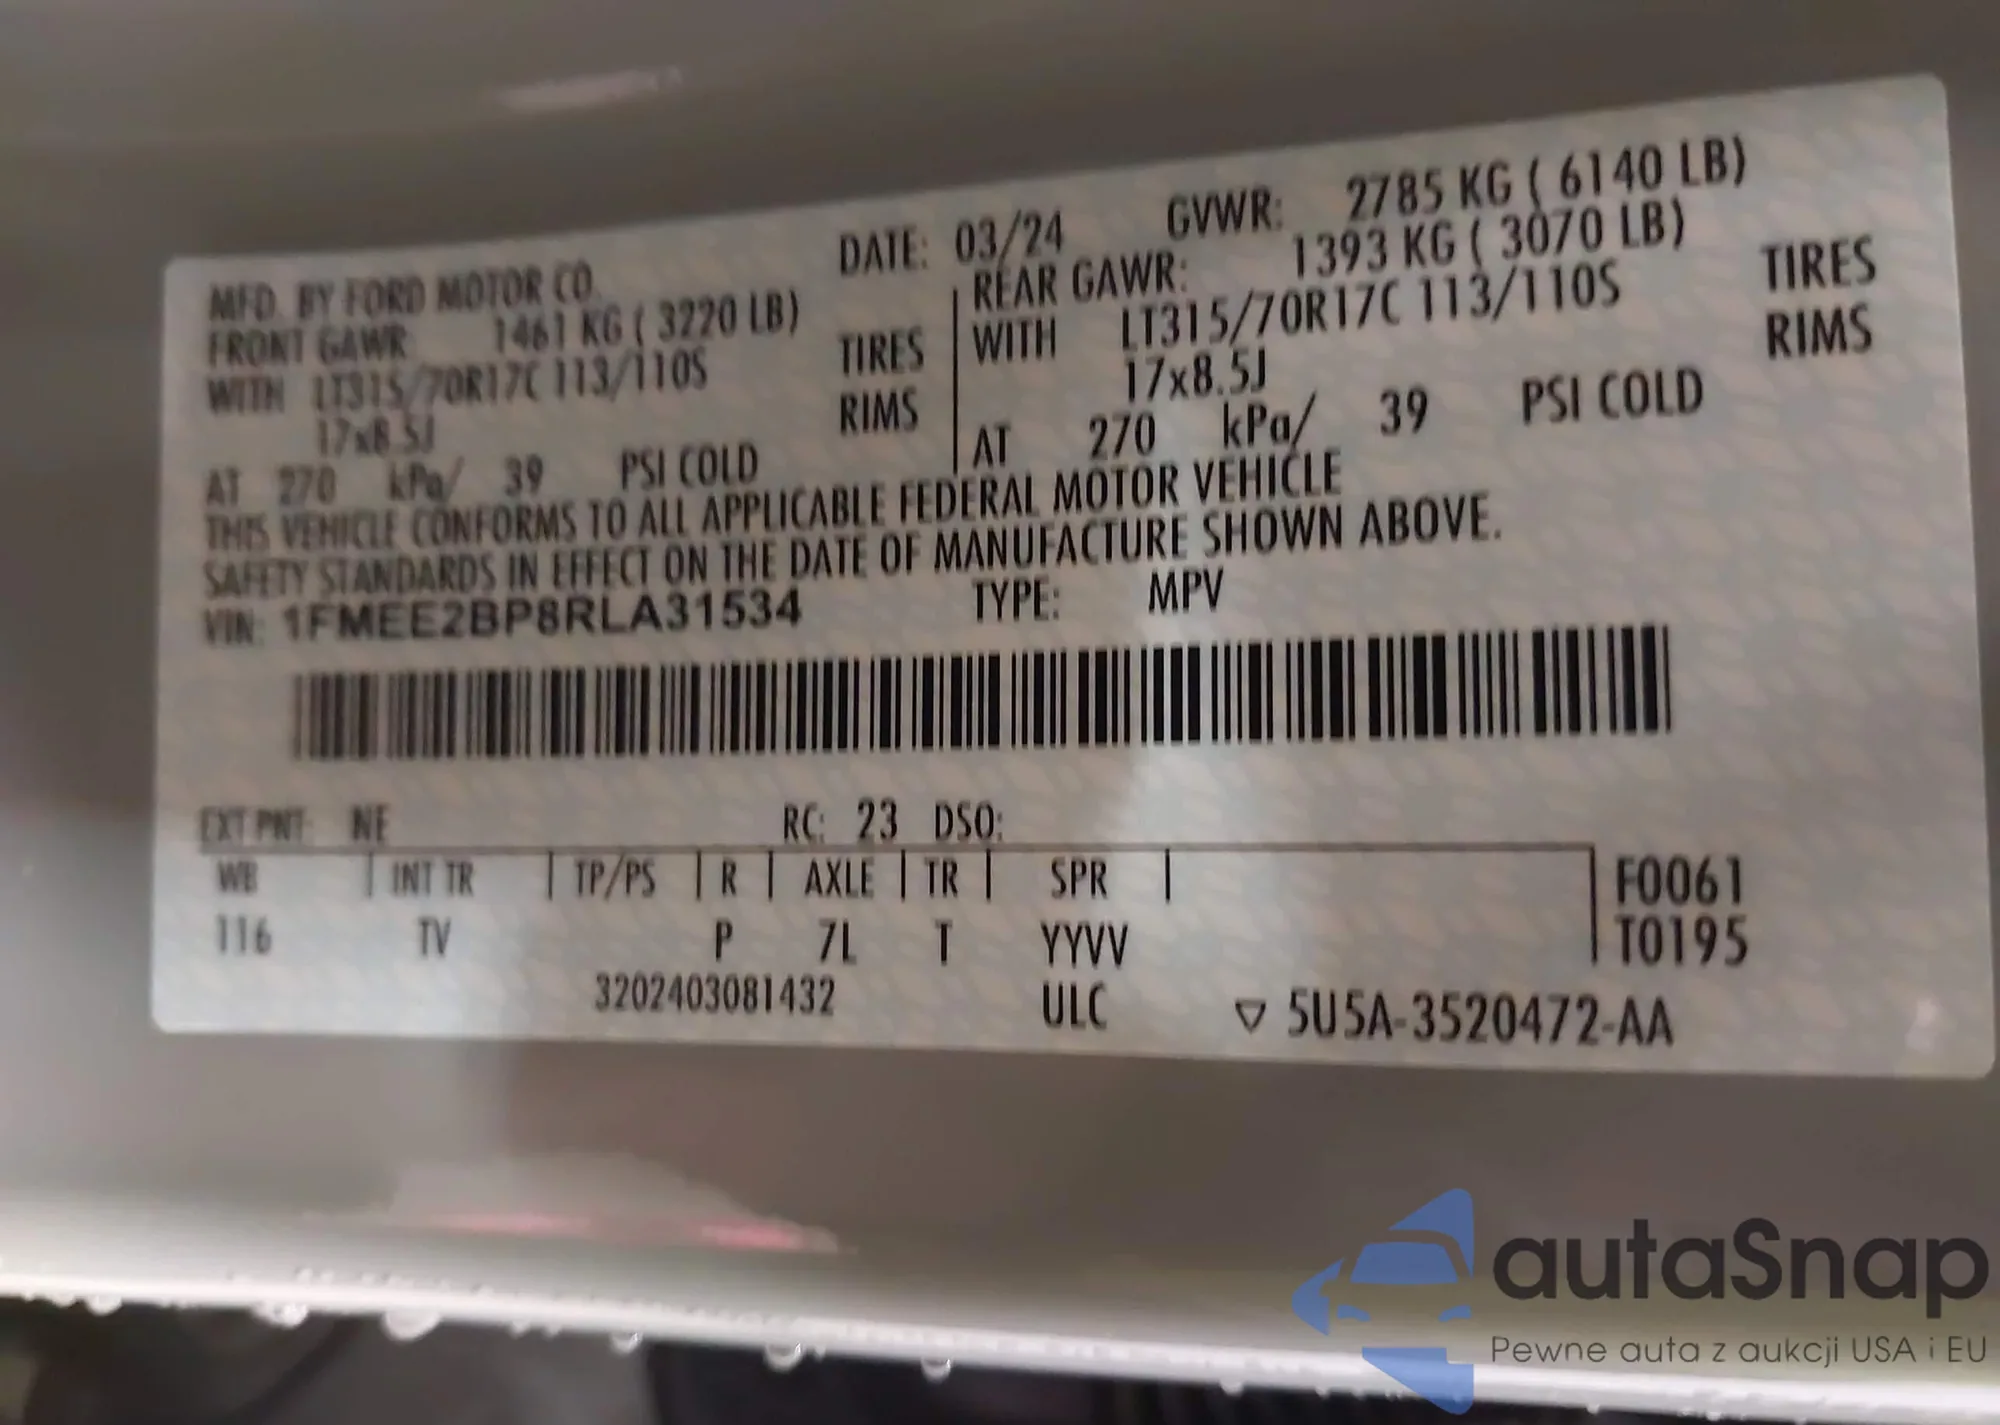 MFD. BY FORD MOTOR CO. DATE: 03/24 GVWR: 2785 KG ( 6140 LB)
FRONT GAWR: 1461 KG ( 3220 LB) REAR GAWR: 1393 KG ( 3070 LB)
WITH LT315/70R17C 113/110S TIRES WITH LT315/70R17C 113/110S TIRES
17x8.5J RIMS 17x8.5J RIMS
AT 270 kPa/ 39 PSI COLD AT 270 kPa/ 39 PSI COLD
THIS VEHICLE CONFORMS TO ALL APPLICABLE FEDERAL MOTOR VEHICLE
SAFETY STANDARDS IN EFFECT ON THE DATE OF MANUFACTURE SHOWN ABOVE.
VIN: 1FMEE2BP8RLA31534 TYPE: MPV
EXT PNT: NE RC: 23 DSO:
WB INT TR TP/PS R AXLE TR SPR F0061
116 TV P 7L T YYVV T0195
3202403081432 ULC ▽ 5U5A-3520472-AA
autaSnap
Pewne auta z aukcji USA i EU